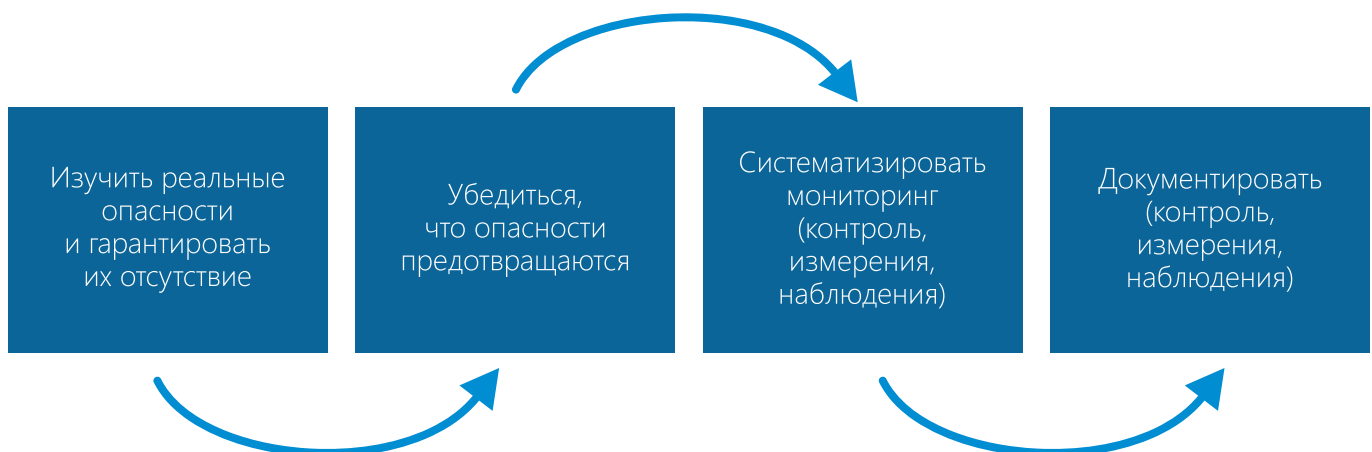 Изучить реальные
опасности
и гарантировать
их отсутствие
Убедиться,
что опасности
предотвращаются
Систематизировать
мониторинг
(контроль,
измерения,
наблюдения)
Документировать
(контроль,
измерения,
наблюдения)